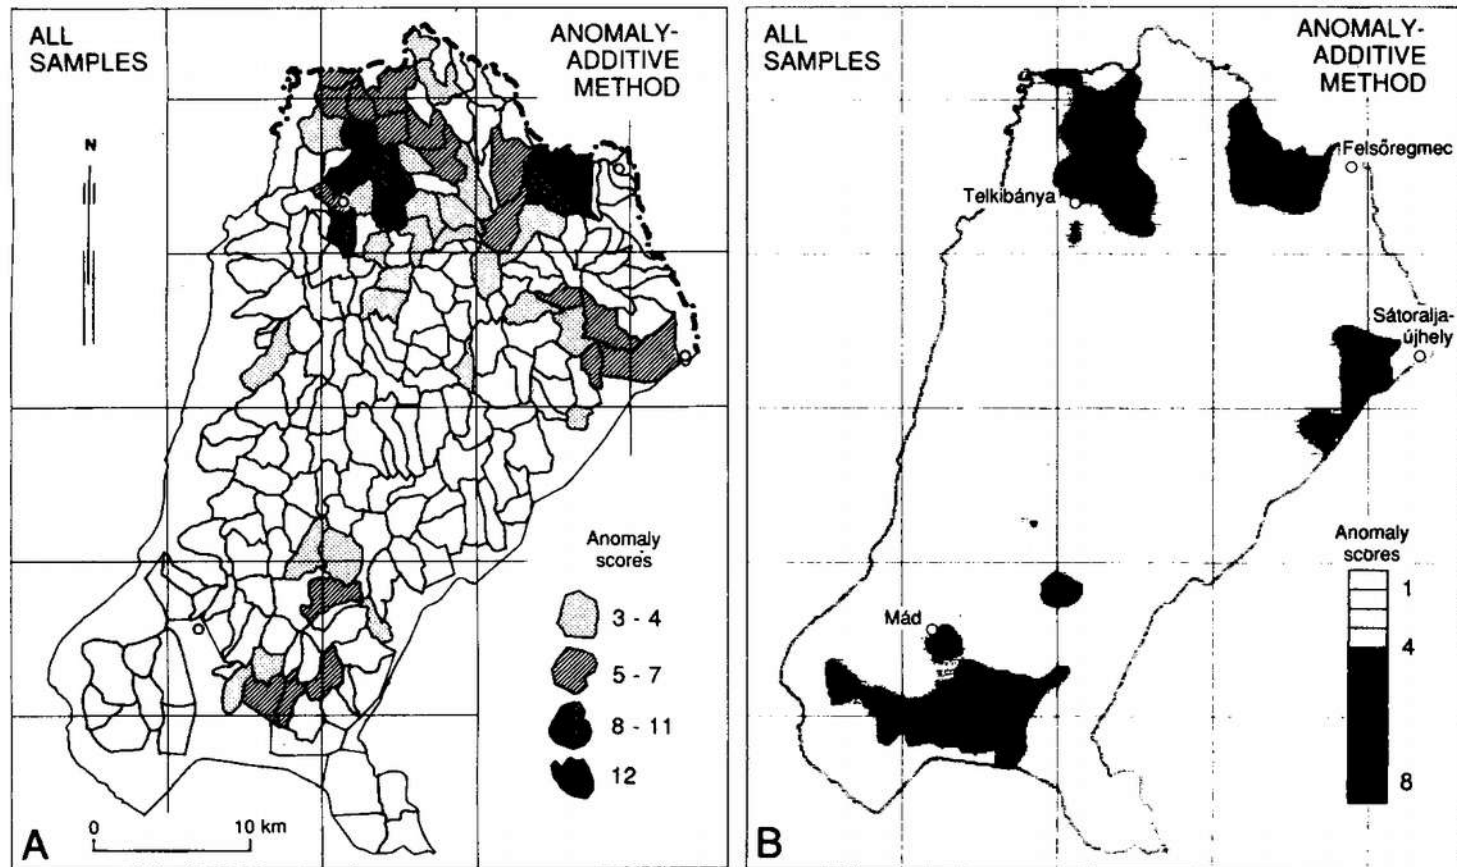 ALL
SAMPLES
ANOMALY-
ADDITIVE
METHOD
N
Anomaly
scores
3 - 4
5 - 7
8 - 11
12
0 10 km
A
ALL
SAMPLES
ANOMALY-
ADDITIVE
METHOD
Felsőregmec
Telkibánya
Sátoralja-
újhely
Mád
Anomaly
scores
1
4
8
B